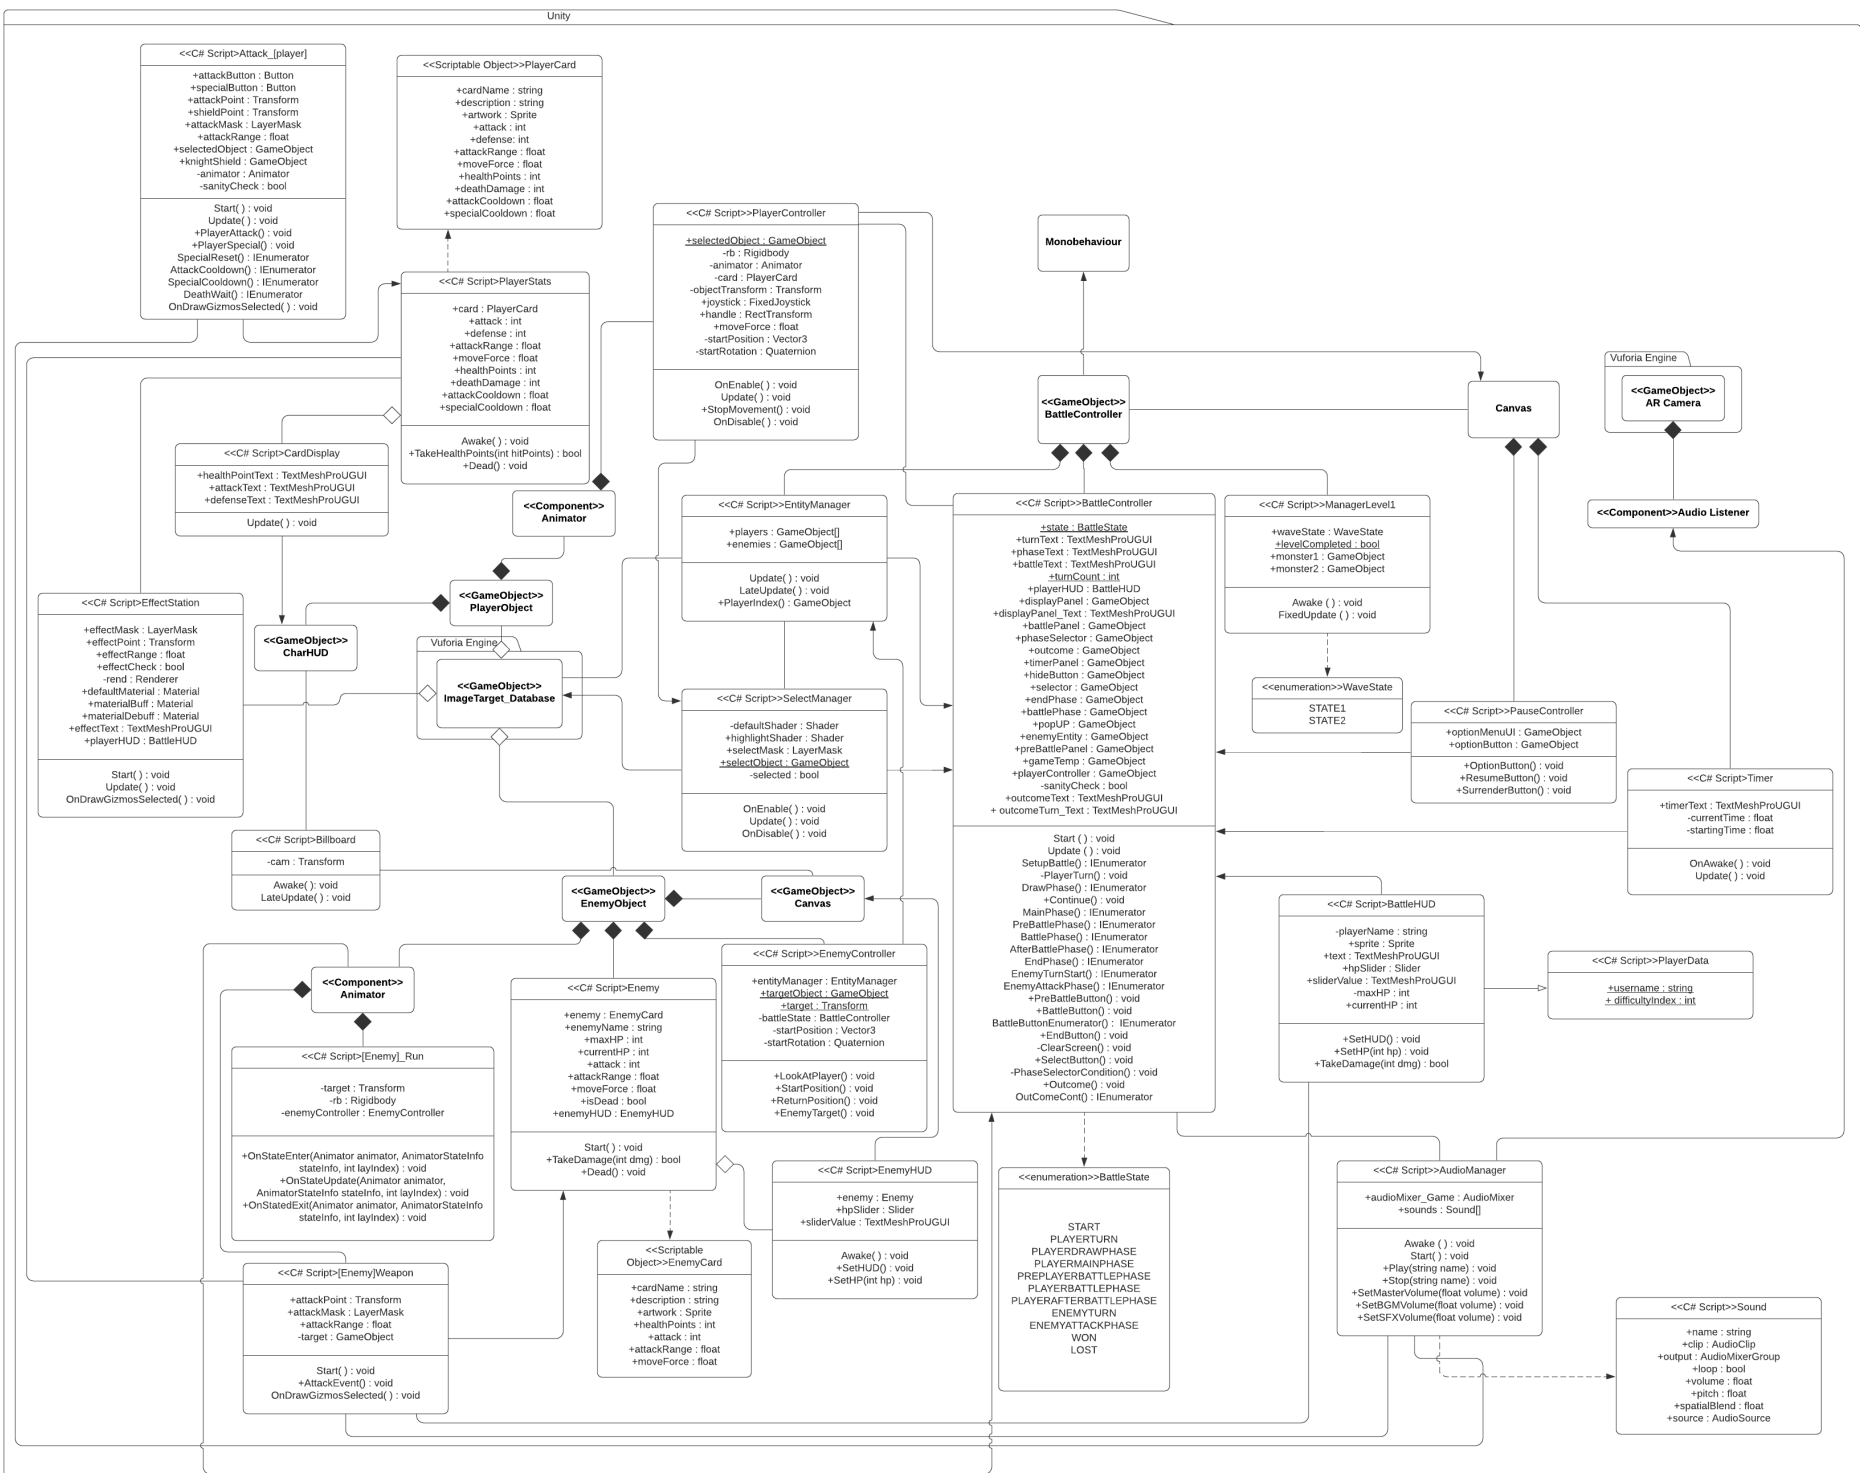 Unity
<<C# Script>Attack_[player]
+attackButton : Button
+specialButton : Button
+attackPoint : Transform
+shieldPoint : Transform
+attackMask : LayerMask
+attackRange : float
+selectedObject : GameObject
+knightShield : GameObject
-animator : Animator
-sanityCheck : bool
Start( ) : void
Update( ) : void
+PlayerAttack() : void
+PlayerSpecial() : void
SpecialReset() : IEnumerator
AttackCooldown() : IEnumerator
SpecialCooldown() : IEnumerator
DeathWait() : IEnumerator
OnDrawGizmosSelected( ) : void
<<Scriptable Object>>PlayerCard
+cardName : string
+description : string
+artwork : Sprite
+attack : int
+defense: int
+attackRange : float
+moveForce : float
+healthPoints : int
+deathDamage : int
+attackCooldown : float
+specialCooldown : float
<<C# Script>PlayerStats
+card : PlayerCard
+attack : int
+defense : int
+attackRange : float
+moveForce : float
+healthPoints : int
+deathDamage : int
+attackCooldown : float
+specialCooldown : float
Awake( ) : void
+TakeHealthPoints(int hitPoints) : bool
+Dead() : void
<<C# Script>>PlayerController
+selectedObject : GameObject
-rb : Rigidbody
-animator : Animator
-card : PlayerCard
-objectTransform : Transform
+joystick : FixedJoystick
+handle : RectTransform
+moveForce : float
-startPosition : Vector3
-startRotation : Quaternion
OnEnable( ) : void
Update( ) : void
+StopMovement() : void
OnDisable( ) : void
Monobehaviour
<<GameObject>>
BattleController
Canvas
Vuforia Engine
<<GameObject>>
AR Camera
<<Component>>Audio Listener
<<C# Script>CardDisplay
+healthPointText : TextMeshProUGUI
+attackText : TextMeshProUGUI
+defenseText : TextMeshProUGUI
Update( ) : void
<<Component>>
Animator
<<GameObject>>
PlayerObject
<<GameObject>>
CharHUD
Vuforia Engine
<<GameObject>>
ImageTarget_Database
<<C# Script>EffectStation
+effectMask : LayerMask
+effectPoint : Transform
+effectRange : float
+effectCheck : bool
-rend : Renderer
+defaultMaterial : Material
+materialBuff : Material
+materialDebuff : Material
+effectText : TextMeshProUGUI
+playerHUD : BattleHUD
Start( ) : void
Update( ) : void
OnDrawGizmosSelected( ) : void
<<C# Script>>EntityManager
+players : GameObject[]
+enemies : GameObject[]
Update( ) : void
LateUpdate( ) : void
+PlayerIndex() : GameObject
<<C# Script>>SelectManager
-defaultShader : Shader
+highlightShader : Shader
+selectMask : LayerMask
+selectObject : GameObject
-selected : bool
OnEnable( ) : void
Update( ) : void
OnDisable( ) : void
<<C# Script>>BattleController
+state : BattleState
+turnText : TextMeshProUGUI
+phaseText : TextMeshProUGUI
+battleText : TextMeshProUGUI
+turnCount : int
+playerHUD : BattleHUD
+displayPanel : GameObject
+displayPanel_Text : TextMeshProUGUI
+battlePanel : GameObject
+phaseSelector : GameObject
+outcome : GameObject
+timerPanel : GameObject
+hideButton : GameObject
+selector : GameObject
+endPhase : GameObject
+battlePhase : GameObject
+popUP : GameObject
+enemyEntity : GameObject
+preBattlePanel : GameObject
+gameTemp : GameObject
+playerController : GameObject
-sanityCheck : bool
+outcomeText : TextMeshProUGUI
+ outcomeTurn_Text : TextMeshProUGUI
Start ( ) : void
Update ( ) : void
SetupBattle() : IEnumerator
-PlayerTurn() : void
DrawPhase() : IEnumerator
+Continue() : void
MainPhase() : IEnumerator
PreBattlePhase() : IEnumerator
BattlePhase() : IEnumerator
AfterBattlePhase() : IEnumerator
EndPhase() : IEnumerator
EnemyTurnStart() : IEnumerator
EnemyAttackPhase() : IEnumerator
+PreBattleButton() : void
+BattleButton() : void
BattleButtonEnumerator() :  IEnumerator
+EndButton() : void
-ClearScreen() : void
+SelectButton() : void
-PhaseSelectorCondition() : void
+Outcome() : void
OutComeCont() : IEnumerator
<<C# Script>>ManagerLevel1
+waveState : WaveState
+levelCompleted : bool
+monster1 : GameObject
+monster2 : GameObject
Awake ( ) : void
FixedUpdate ( ) : void
<<enumeration>>WaveState
STATE1
STATE2
<<C# Script>>PauseController
+optionMenuUI : GameObject
+optionButton : GameObject
+OptionButton() : void
+ResumeButton() : void
+SurrenderButton() : void
<<C# Script>Timer
+timerText : TextMeshProUGUI
-currentTime : float
-startingTime : float
OnAwake( ) : void
Update( ) : void
<<C# Script>Billboard
-cam : Transform
Awake( ): void
LateUpdate( ) : void
<<GameObject>>
EnemyObject
<<GameObject>>
Canvas
<<Component>>
Animator
<<C# Script>BattleHUD
-playerName : string
+sprite : Sprite
+text : TextMeshProUGUI
+hpSlider : Slider
+sliderValue : TextMeshProUGUI
-maxHP : int
+currentHP : int
+SetHUD() : void
+SetHP(int hp) : void
+TakeDamage(int dmg) : bool
<<C# Script>>PlayerData
+username : string
+ difficultyIndex : int
<<C# Script>[Enemy]_Run
-target : Transform
-rb : Rigidbody
-enemyController : EnemyController
+OnStateEnter(Animator animator, AnimatorStateInfo
stateInfo, int layIndex) : void
+OnStateUpdate(Animator animator,
AnimatorStateInfo stateInfo, int layIndex) : void
+OnStatedExit(Animator animator, AnimatorStateInfo
stateInfo, int layIndex) : void
<<C# Script>Enemy
+enemy : EnemyCard
+enemyName : string
+maxHP : int
+currentHP : int
+attack : int
+attackRange : float
+moveForce : float
+isDead : bool
+enemyHUD : EnemyHUD
Start( ) : void
+TakeDamage(int dmg) : bool
+Dead() : void
<<C# Script>>EnemyController
+entityManager : EntityManager
+targetObject : GameObject
+target : Transform
-battleState : BattleController
-startPosition : Vector3
-startRotation : Quaternion
+LookAtPlayer() : void
+StartPosition() : void
+ReturnPosition() : void
+EnemyTarget() : void
<<C# Script>EnemyHUD
+enemy : Enemy
+hpSlider : Slider
+sliderValue : TextMeshProUGUI
Awake( ) : void
+SetHUD() : void
+SetHP(int hp) : void
<<enumeration>>BattleState
START
PLAYERTURN
PLAYERDRAWPHASE
PLAYERMAINPHASE
PREPLAYERBATTLEPHASE
PLAYERBATTLEPHASE
PLAYERAFTERBATTLEPHASE
ENEMYTURN
ENEMYATTACKPHASE
WON
LOST
<<C# Script>>AudioManager
+audioMixer_Game : AudioMixer
+sounds : Sound[]
Awake ( ) : void
Start( ) : void
+Play(string name) : void
+Stop(string name) : void
+SetMasterVolume(float volume) : void
+SetBGMVolume(float volume) : void
+SetSFXVolume(float volume) : void
<<Scriptable
Object>>EnemyCard
+cardName : string
+description : string
+artwork : Sprite
+healthPoints : int
+attack : int
+attackRange : float
+moveForce : float
<<C# Script>[Enemy]Weapon
+attackPoint : Transform
+attackMask : LayerMask
+attackRange : float
-target : GameObject
Start( ) : void
+AttackEvent() : void
OnDrawGizmosSelected( ) : void
<<C# Script>>Sound
+name : string
+clip : AudioClip
+output : AudioMixerGroup
+loop : bool
+volume : float
+pitch : float
+spatialBlend : float
+source : AudioSource